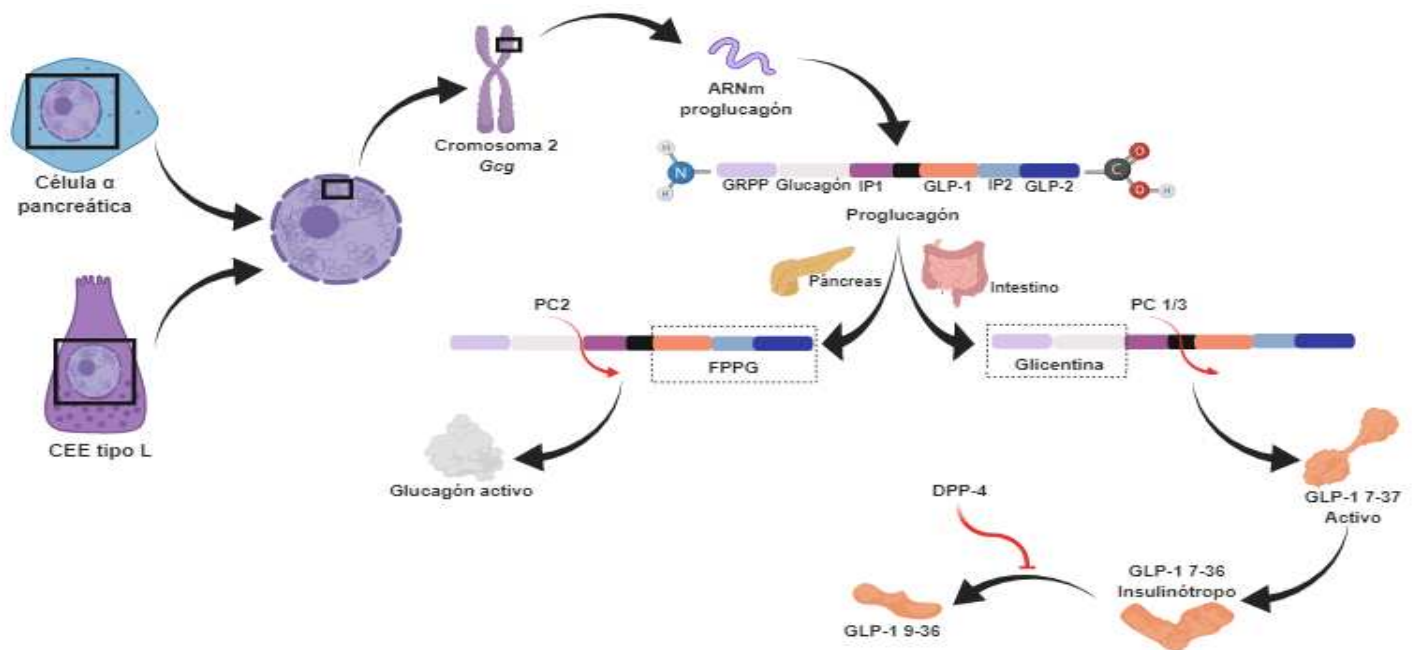 Célula α
pancreática
CEE tipo L
Cromosoma 2
Gcg
ARNm
proglucagón
H
N
H
GRPP
Glucagón
IP1
GLP-1
IP2
GLP-2
C
O
O
H
Proglucagón
Páncreas
Intestino
PC2
FPPG
Glucagón activo
PC 1/3
Glicentina
GLP-1 7-37
Activo
GLP-1 7-36
Insulinótropo
DPP-4
GLP-1 9-36